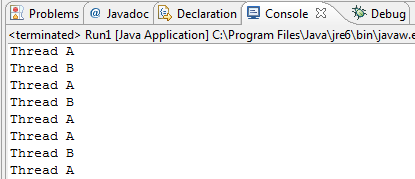 Problems @ Javadoc Declaration Console Debug
<terminated> Run1 [Java Application] C:\Program Files\Java\jre6\bin\javaw.e
Thread A
Thread B
Thread A
Thread B
Thread A
Thread A
Thread B
Thread A